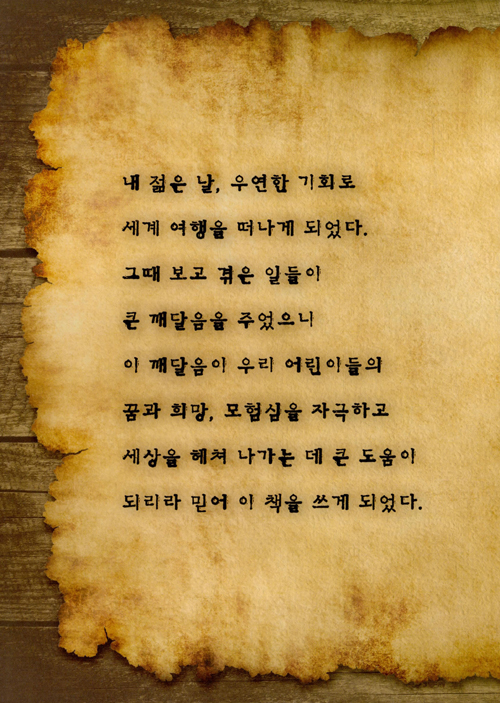 내 젊은 날, 우연한 기회로
세계 여행을 떠나게 되었다.
그때 보고 겪은 일들이
큰 깨달음을 주었으니
이 깨달음이 우리 어린이들의
꿈과 희망, 모험심을 자극하고
세상을 헤쳐 나가는 데 큰 도움이
되리라 믿어 이 책을 쓰게 되었다.